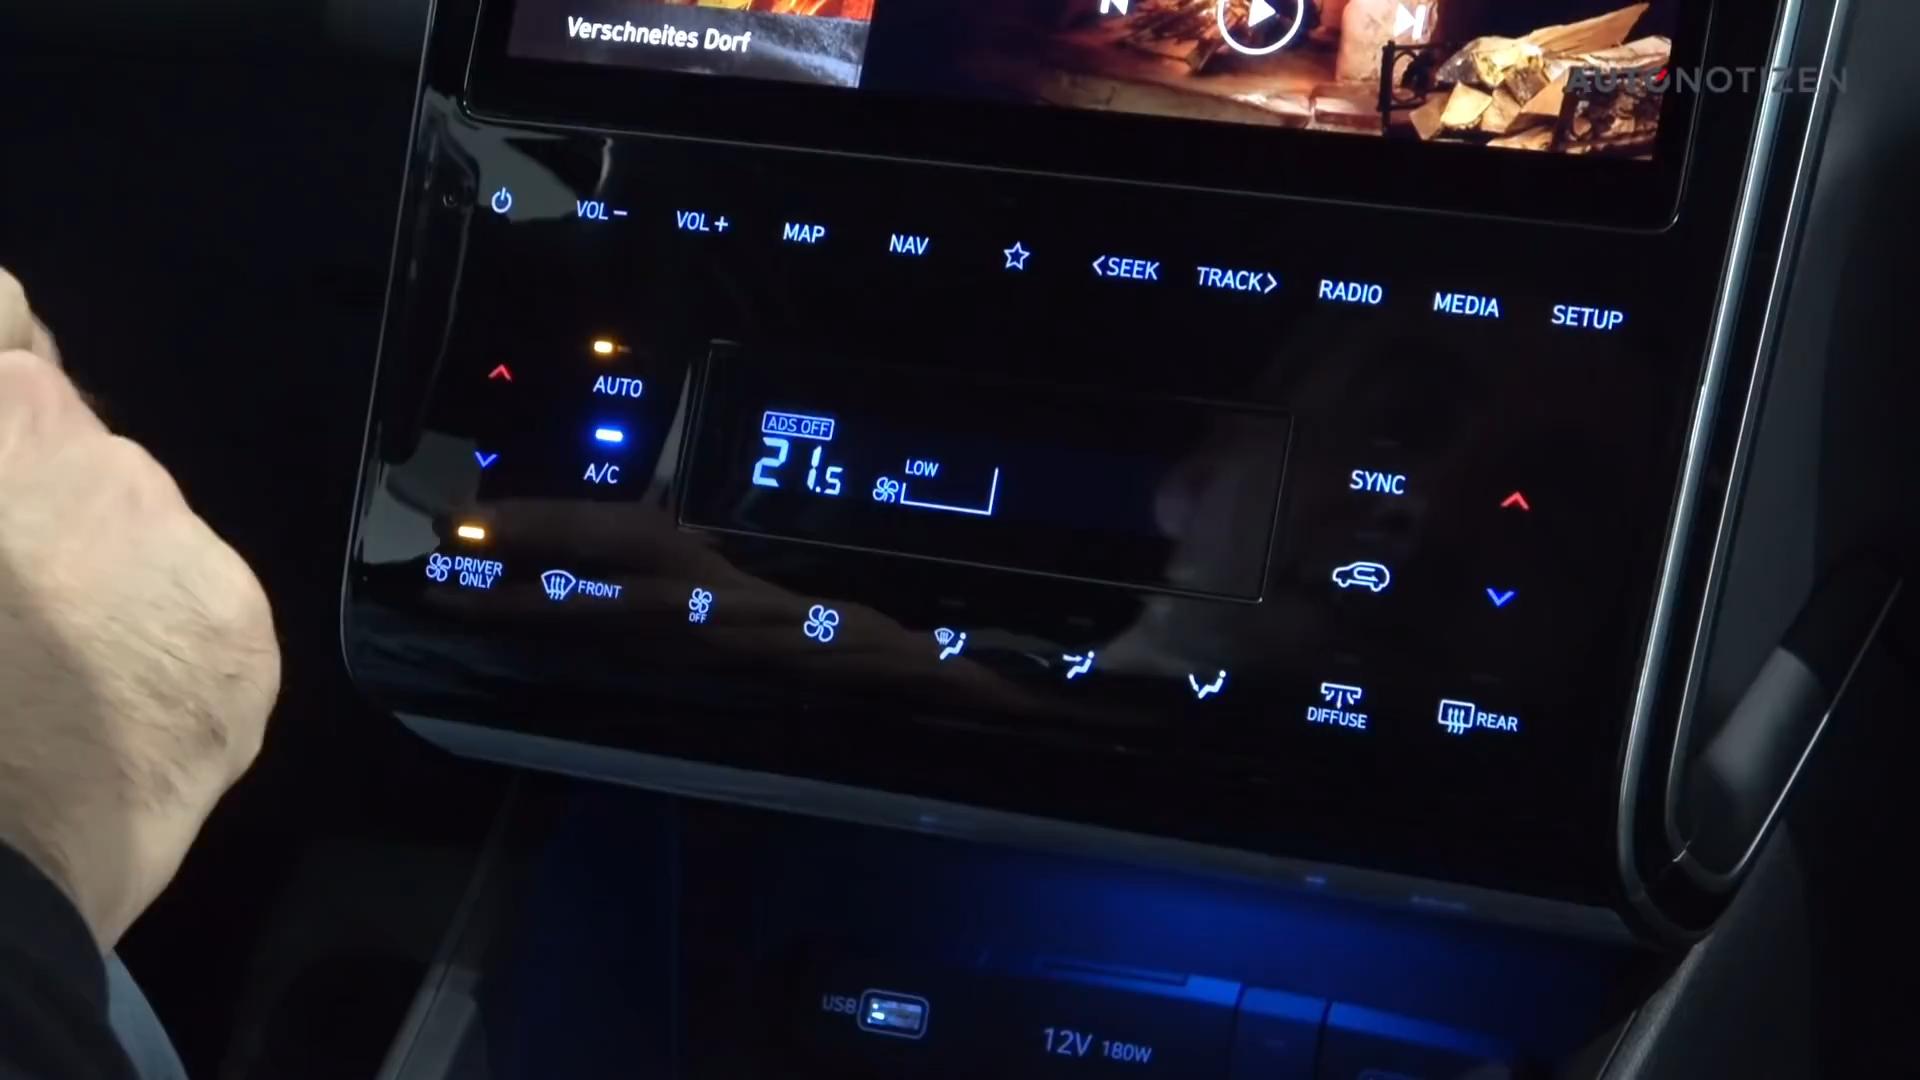 Verschneites Dorf
AUTONOTIZEN
VOL −
VOL +
MAP
NAV
<SEEK
TRACK>
RADIO
MEDIA
SETUP
AUTO
A/C
ADS OFF
21.5
LOW
SYNC
DRIVER
ONLY
FRONT
OFF
DIFFUSE
REAR
USB
12V 180W